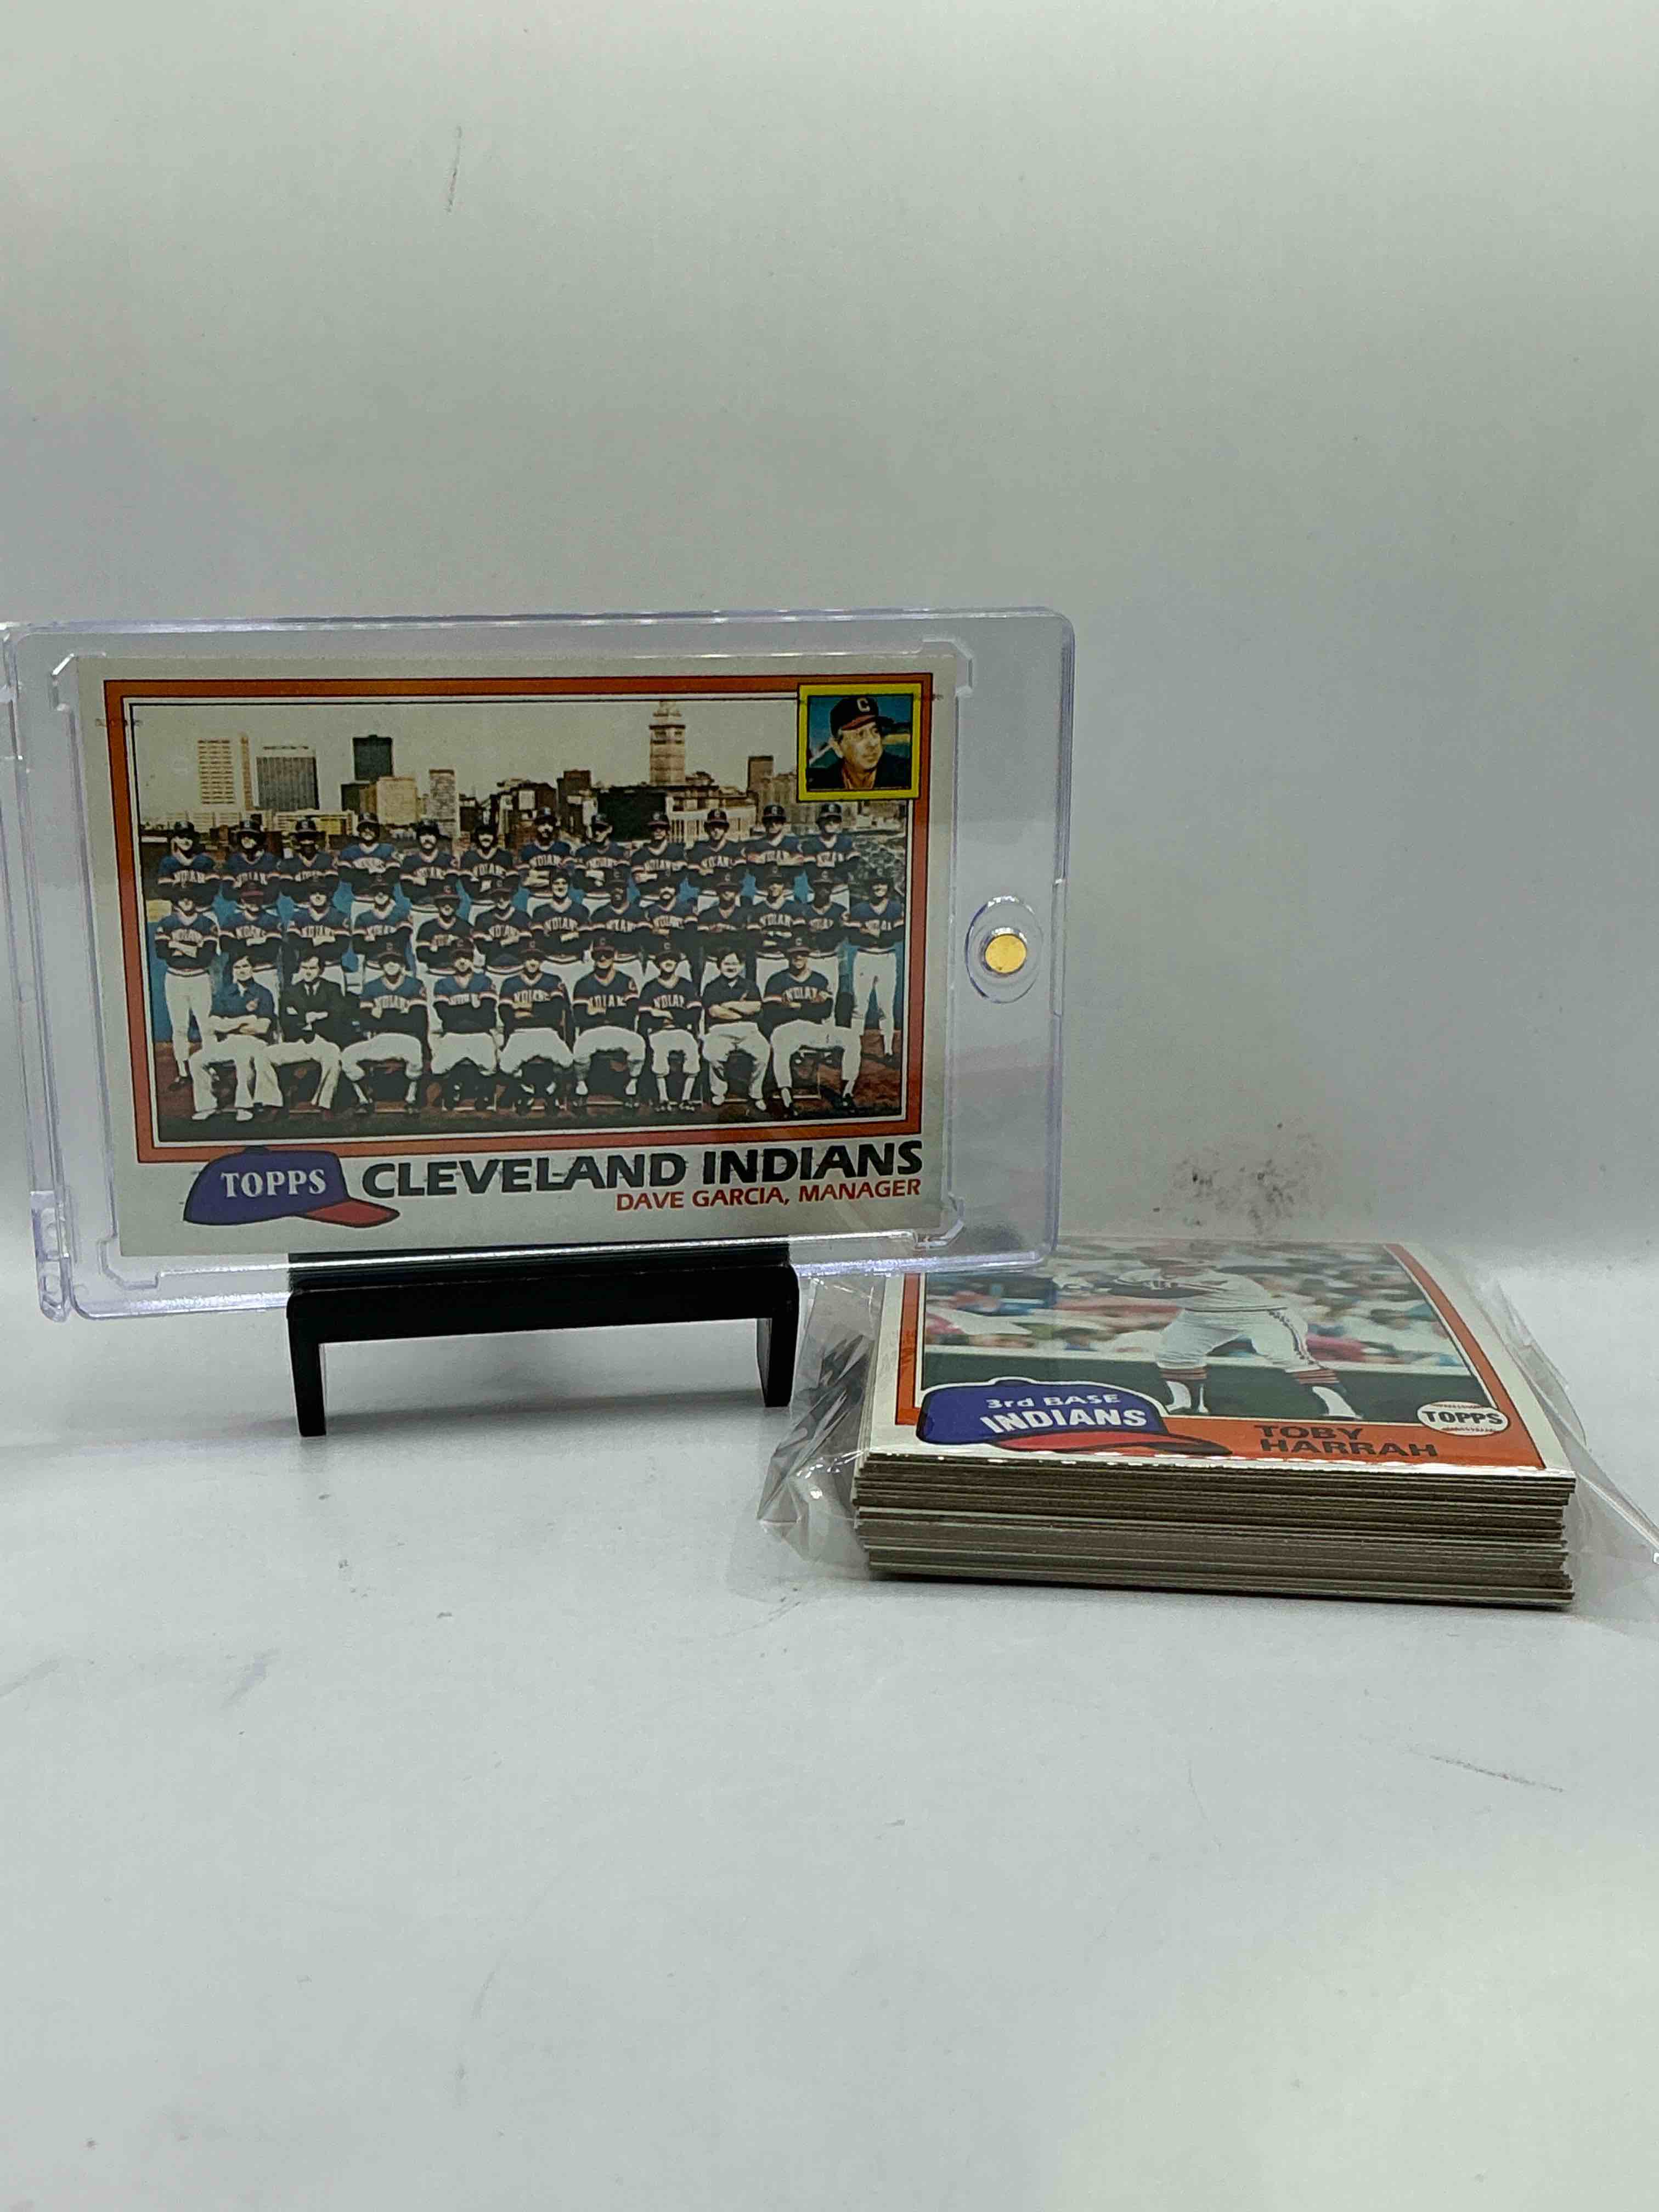 TOPPS
CLEVELAND INDIANS
DAVE GARCIA, MANAGER
3rd BASE
INDIANS
TOBY
HARRAH
TOPPS